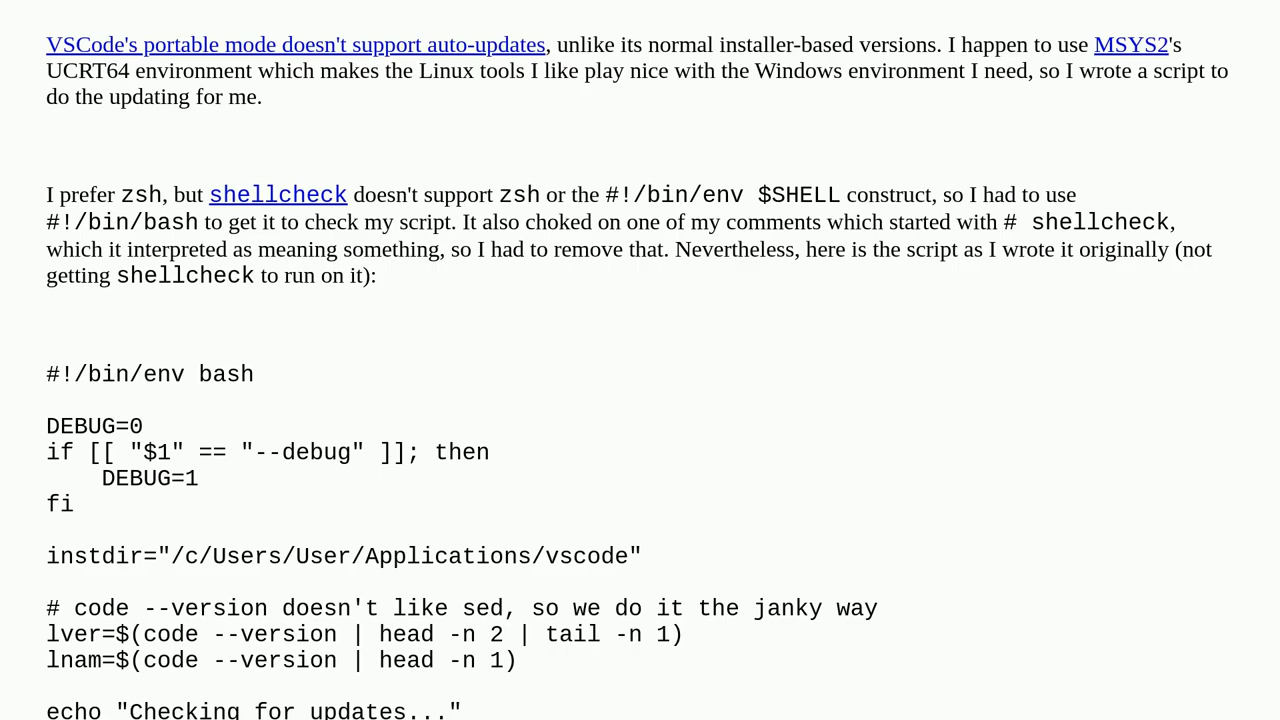 VSCode's portable mode doesn't support auto-updates, unlike its normal installer-based versions. I happen to use MSYS2's
UCRT64 environment which makes the Linux tools I like play nice with the Windows environment I need, so I wrote a script to
do the updating for me.
I prefer zsh, but shellcheck doesn't support zsh or the #!/bin/env $SHELL construct, so I had to use
#!/bin/bash to get it to check my script. It also choked on one of my comments which started with # shellcheck,
which it interpreted as meaning something, so I had to remove that. Nevertheless, here is the script as I wrote it originally (not
getting shellcheck to run on it):
#!/bin/env bash
DEBUG=0
if [[ "$1" == "--debug" ]]; then
    DEBUG=1
fi
instdir="/c/Users/User/Applications/vscode"
# code --version doesn't like sed, so we do it the janky way
lver=$(code --version | head -n 2 | tail -n 1)
lnam=$(code --version | head -n 1)
echo "Checking for updates..."